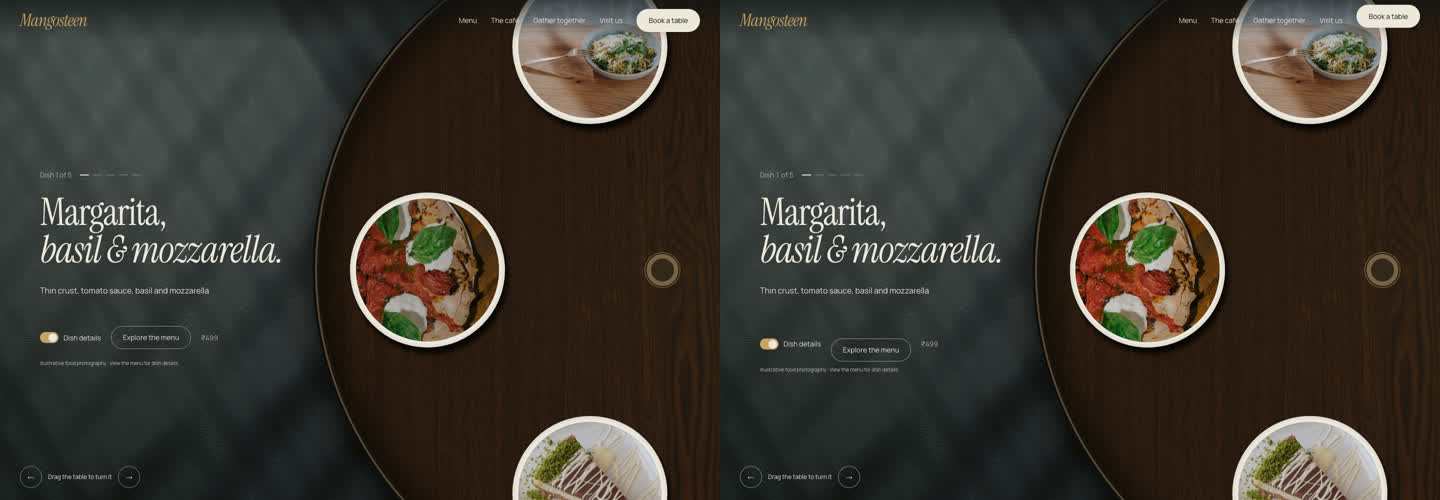 Mangosteen
Menu The cafe Gather together Visit us Book a table
Dish 1 of 5
Margarita,
basil & mozzarella.
Thin crust, tomato sauce, basil and mozzarella
Dish details Explore the menu ₹499
Illustrative food photography · View the menu for dish details.
← Drag the table to turn it →
Mangosteen
Menu The cafe Gather together Visit us Book a table
Dish 1 of 5
Margarita,
basil & mozzarella.
Thin crust, tomato sauce, basil and mozzarella
Dish details Explore the menu ₹499
Illustrative food photography · View the menu for dish details.
← Drag the table to turn it →